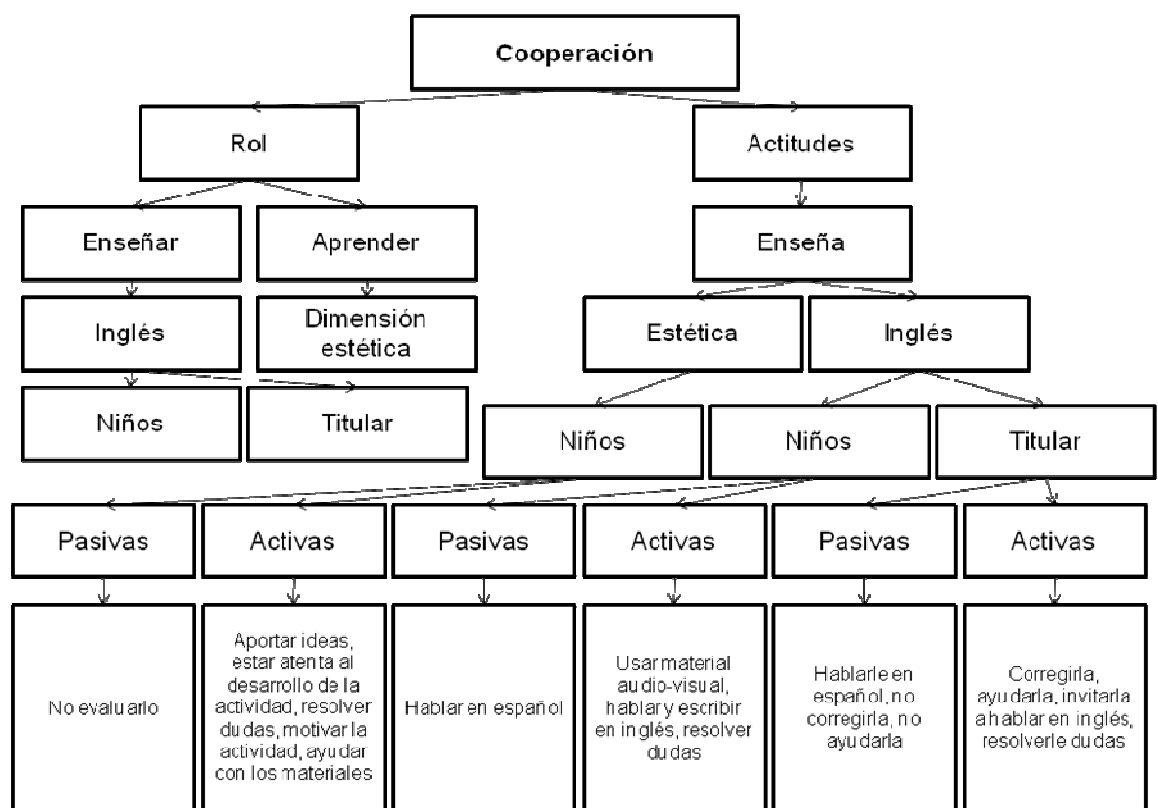 Cooperación
Rol
Actitudes
Enseñar
Aprender
Enseña
Inglés
Dimensión
estética
Estética
Inglés
Niños
Titular
Niños
Niños
Titular
Pasivas
Activas
Pasivas
Activas
Pasivas
Activas
No evaluarlo
Aportar ideas,
estar atenta al
desarrollo de la
actividad, resolver
dudas, motivar la
actividad, ayudar
con los materiales
Hablar en español
Usar material
audio-visual,
hablar y escribir
en inglés, resolver
dudas
Hablarle en
español, no
corregirla, no
ayudarla
Corregirla,
ayudarla, invitarla
a hablar en inglés,
resolverle dudas